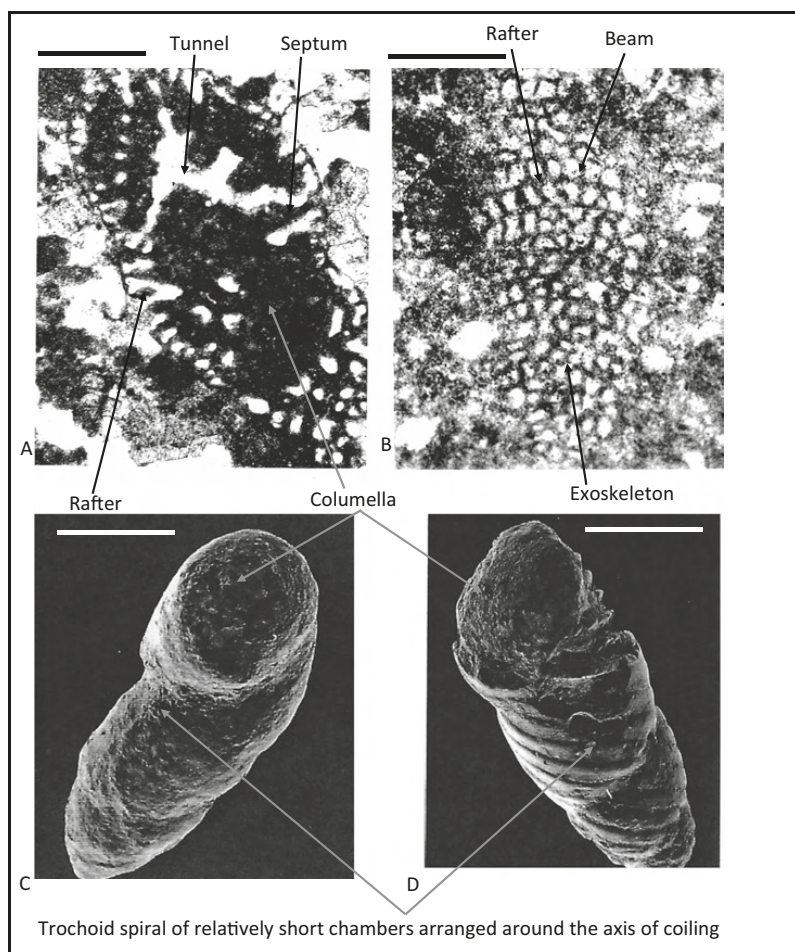 Tunnel
Septum
Rafter
Beam
A
B
Rafter
Columella
Exoskeleton
C
D
Trochoid spiral of relatively short chambers arranged around the axis of coiling